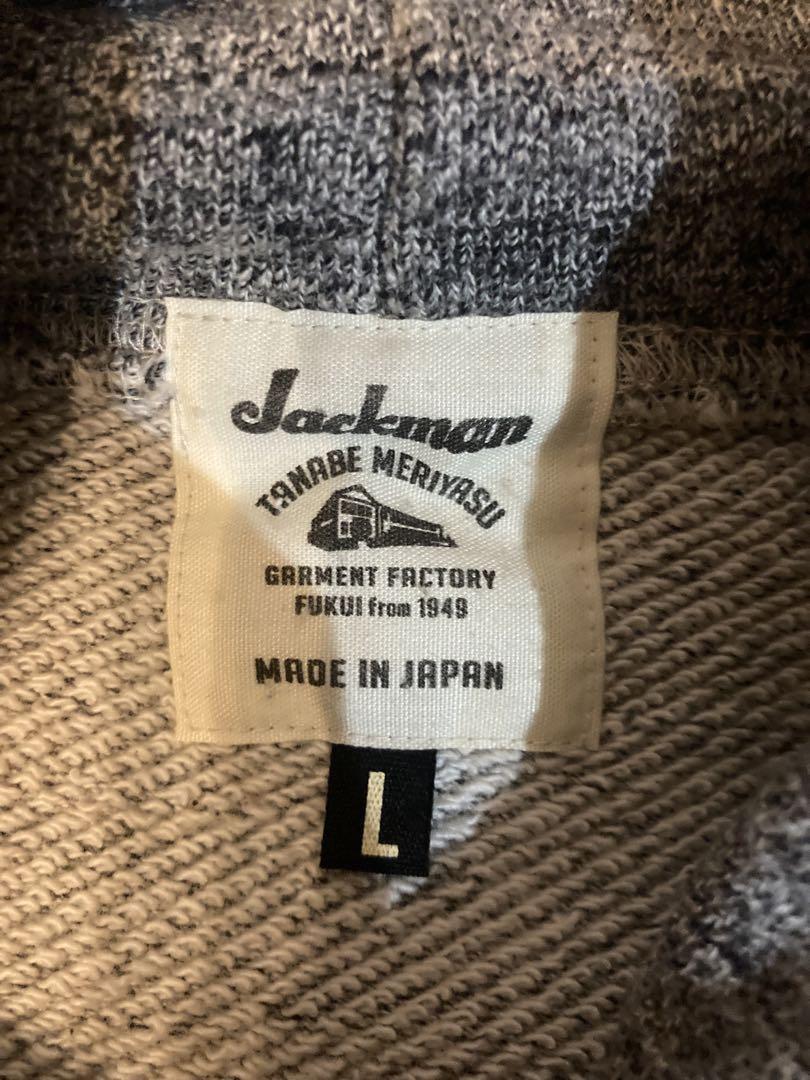 Jackman
TANABE MERIYASU
GARMENT FACTORY
FUKUI from 1949
MADE IN JAPAN
L